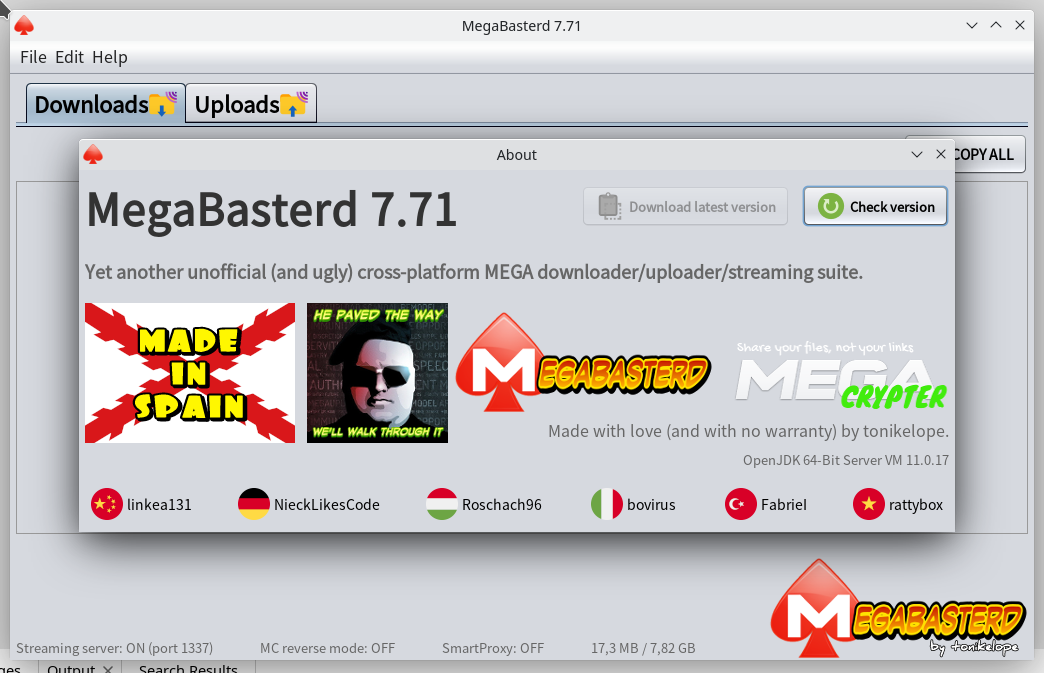 MegaBasterd 7.71
File Edit Help
Downloads Uploads
COPY ALL
About
MegaBasterd 7.71
Download latest version
Check version
Yet another unofficial (and ugly) cross-platform MEGA downloader/uploader/streaming suite.
MADE
IN
SPAIN
HE PAVED THE WAY
WE'LL WALK THROUGH IT
MEGABASTERD
Share your files, not your links
MEGA
CRYPTER
Made with love (and with no warranty) by tonikelope.
OpenJDK 64-Bit Server VM 11.0.17
linkea131 NieckLikesCode Roschach96 bovirus FabrieI rattybox
MEGABASTERD
by tonikelope
Streaming server: ON (port 1337) MC reverse mode: OFF SmartProxy: OFF 17,3 MB / 7,82 GB
Output Search Results